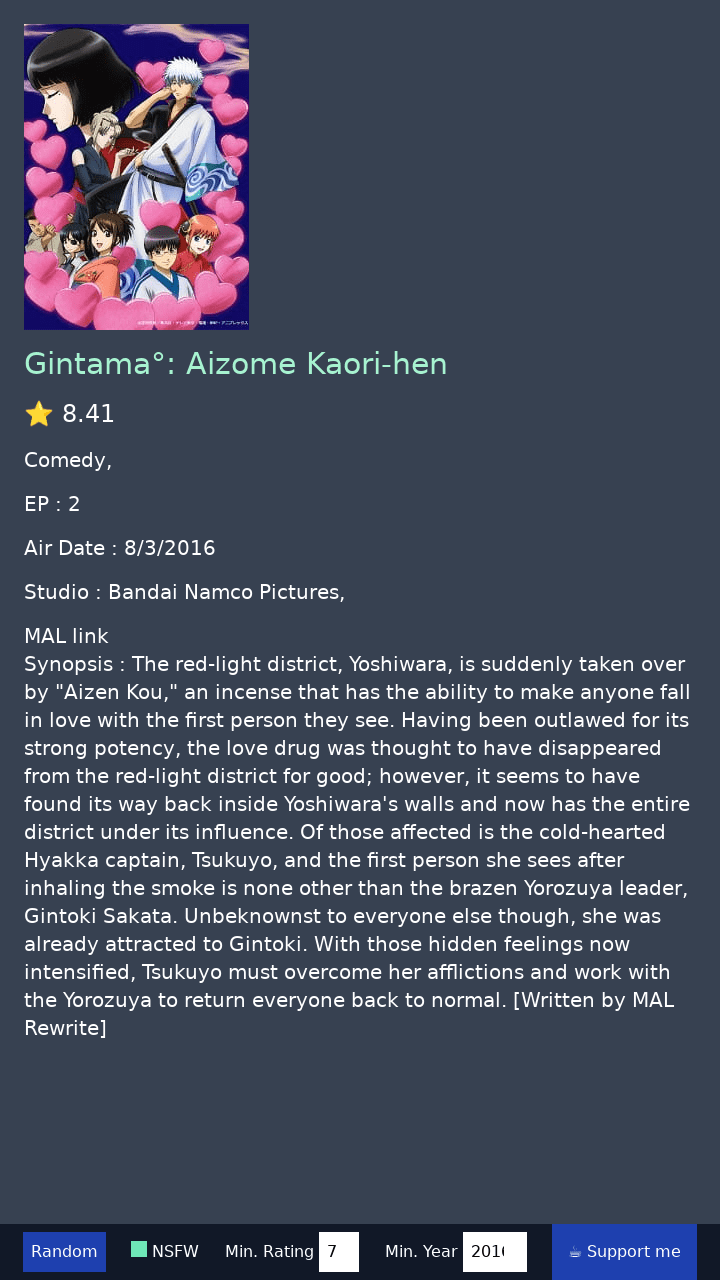 Gintama°: Aizome Kaori-hen
⭐ 8.41
Comedy,
EP : 2
Air Date : 8/3/2016
Studio : Bandai Namco Pictures,
MAL link
Synopsis : The red-light district, Yoshiwara, is suddenly taken over
by "Aizen Kou," an incense that has the ability to make anyone fall
in love with the first person they see. Having been outlawed for its
strong potency, the love drug was thought to have disappeared
from the red-light district for good; however, it seems to have
found its way back inside Yoshiwara's walls and now has the entire
district under its influence. Of those affected is the cold-hearted
Hyakka captain, Tsukuyo, and the first person she sees after
inhaling the smoke is none other than the brazen Yorozuya leader,
Gintoki Sakata. Unbeknownst to everyone else though, she was
already attracted to Gintoki. With those hidden feelings now
intensified, Tsukuyo must overcome her afflictions and work with
the Yorozuya to return everyone back to normal. [Written by MAL
Rewrite]
Random NSFW Min. Rating 7 Min. Year 2016 ☕ Support me